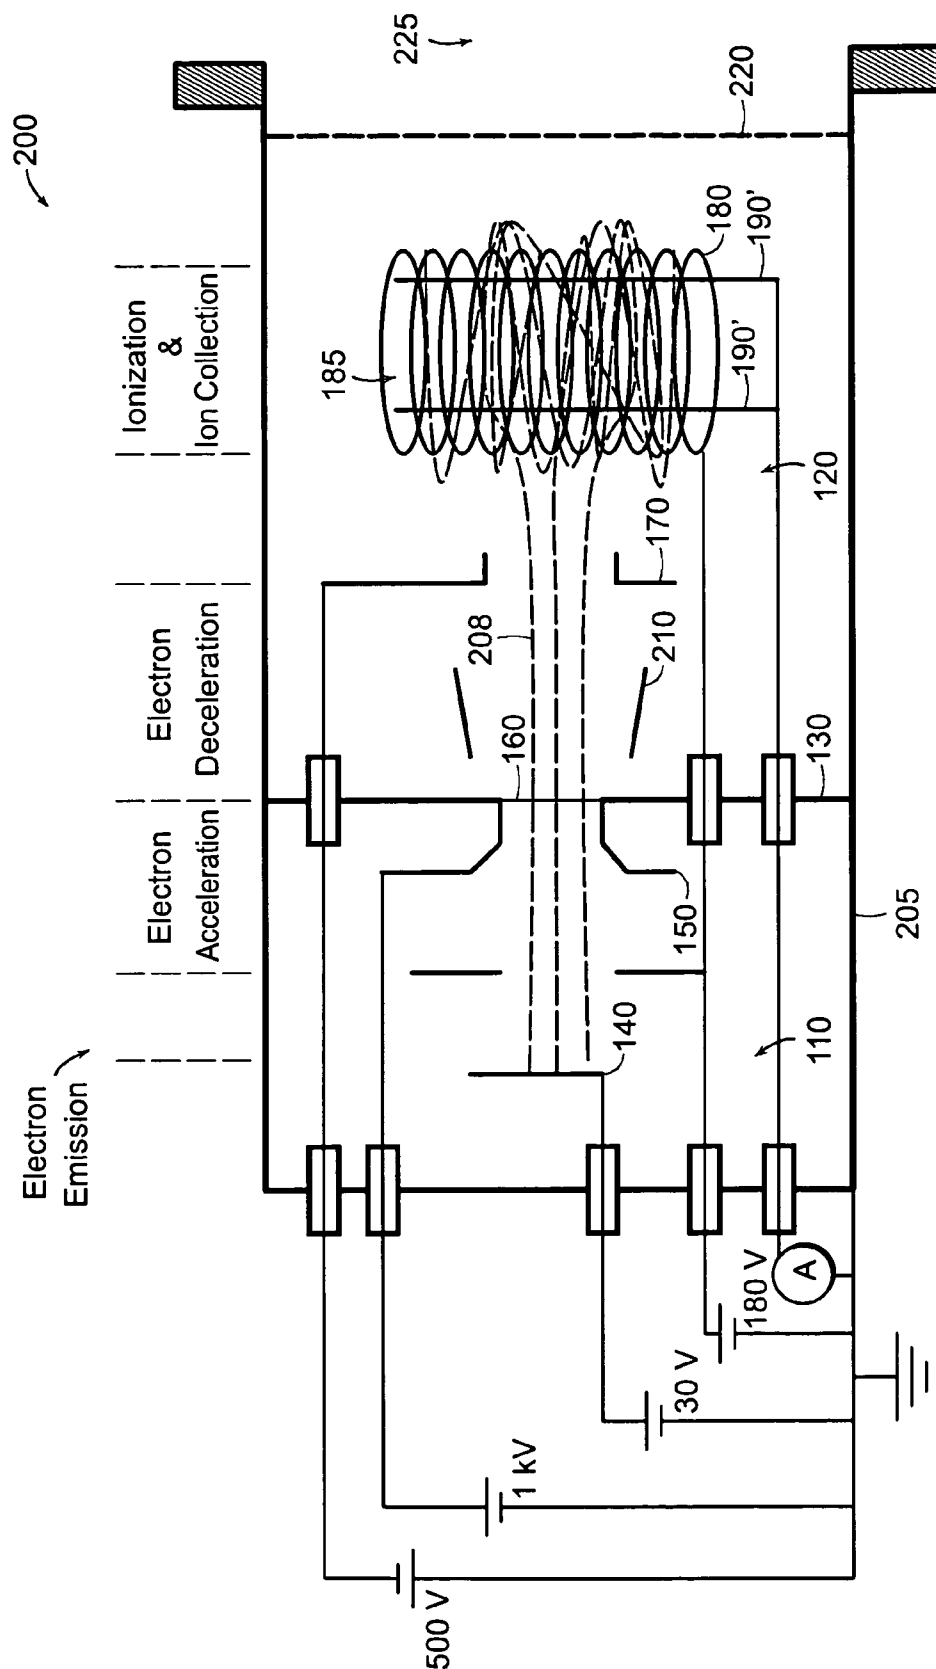 200
225
220
Electron
Emission
Electron
Acceleration
Electron
Deceleration
Ionization
&
Ion Collection
185
180
190'
190'
120
170
208
210
160
130
150
205
140
110
A
180 V
30 V
1 kV
500 V